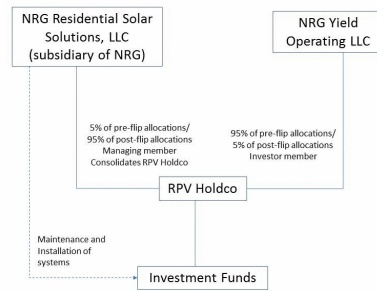 NRG Residential Solar
Solutions, LLC
(subsidiary of NRG)
NRG Yield
Operating LLC
5% of pre-flip allocations/
95% of post-flip allocations
Managing member
Consolidates RPV Holdco
95% of pre-flip allocations/
5% of post-flip allocations
Investor member
RPV Holdco
Maintenance and
Installation of
systems
Investment Funds